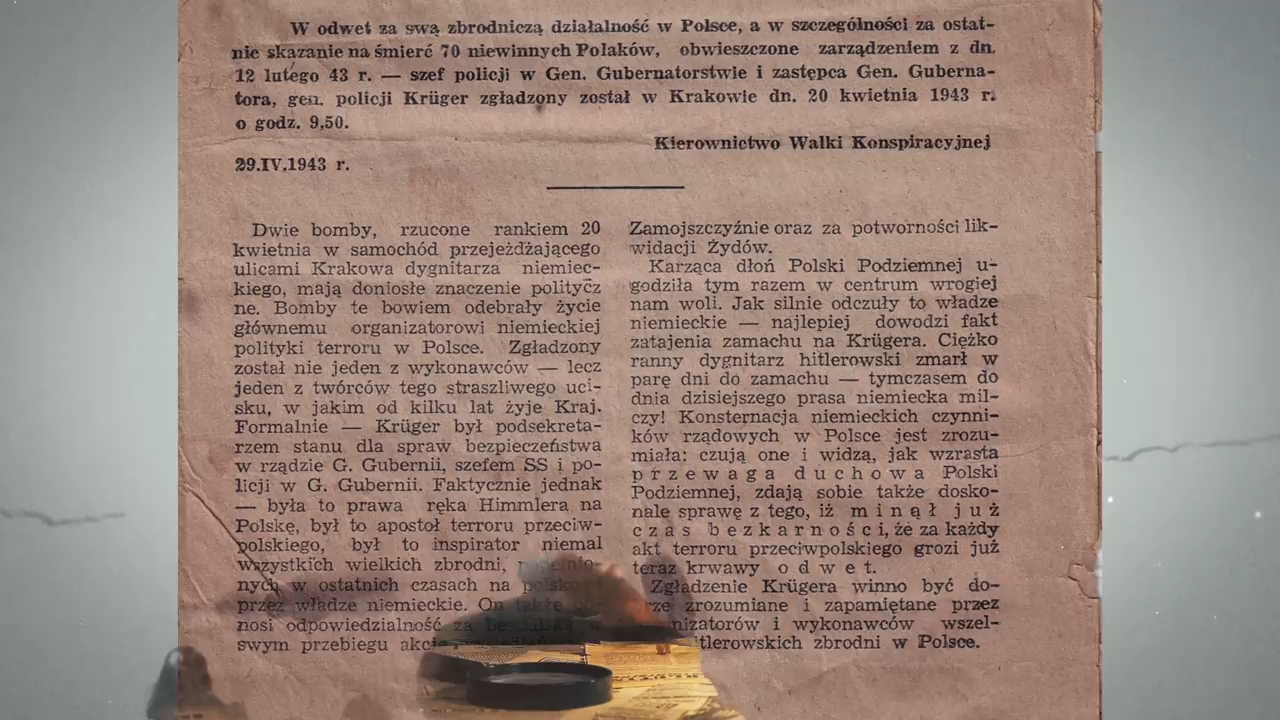 W odwet za swą zbrodniczą działalność w Polsce, a w szczególności za ostat-
nie skazanie na śmierć 70 niewinnych Polaków, obwieszczone zarządzeniem z dn.
12 lutego 43 r. — szef policji w Gen. Gubernatorstwie i zastępca Gen. Guberna-
tora, gen. policji Krüger zgładzony został w Krakowie dn. 20 kwietnia 1943 r.
o godz. 9,50.
Kierownictwo Walki Konspiracyjnej
29.IV.1943 r.
Dwie bomby, rzucone rankiem 20
kwietnia w samochód przejeżdżającego
ulicami Krakowa dygnitarza niemiec-
kiego, mają doniosłe znaczenie polityc̄z
ne. Bomby te bowiem odebrały życie
głównemu organizatorowi niemieckiej
polityki terroru w Polsce. Zgładzony
został nie jeden z wykonawców — lecz
jeden z twórców tego straszliwego uci-
sku, w jakim od kilku lat żyje Kraj.
Formalnie — Krüger był podsekreta-
rzem stanu dla spraw bezpieczeństwa
w rządzie G. Gubernii, szefem SS i po-
licji w G. Gubernii. Faktycznie jednak
— była to prawa ręka Himmlera na
Polskę, był to apostoł terroru przeciw-
polskiego, był to inspirator niemal
wszystkich wielkich zbrodni, popełnio-
nych w ostatnich czasach na polskości
przez władze niemieckie. On także po-
nosi odpowiedzialność za
swym przebiegu akcję
Zamojszczyźnie oraz za potworności lik-
widacji Żydów.
Karząca dłoń Polski Podziemnej u-
godziła tym razem w centrum wrogiej
nam woli. Jak silnie odczuły to władze
niemieckie — najlepiej dowodzi fakt
zatajenia zamachu na Krügera. Ciężko
ranny dygnitarz hitlerowski zmarł w
parę dni do zamachu — tymczasem do
dnia dzisiejszego prasa niemiecka mil-
czy! Konsternacja niemieckich czynni-
ków rządowych w Polsce jest zrozu-
miała: czują one i widzą, jak wzrasta
przewaga duchowa Polski
Podziemnej, zdają sobie także dosko-
nale sprawę z tego, iż minął już
czas bezkarności, że za każdy
akt terroru przeciwpolskiego grozi już
teraz krwawy odwet.
Zgładzenie Krügera winno być do-
rze zrozumiane i zapamiętane przez
nizatorów i wykonawców wszel-
tlerowskich zbrodni w Polsce.